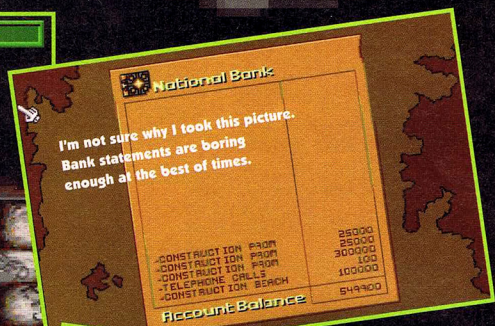 National Bank
I'm not sure why I took this picture.
Bank statements are boring
enough at the best of times.
-CONSTRUCTION PROM 25000
-CONSTRUCTION PROM 25000
-CONSTRUCTION PROM 300000
-TELEPHONE CALLS 100
-CONSTRUCTION BEACH 100000
Account Balance 549900